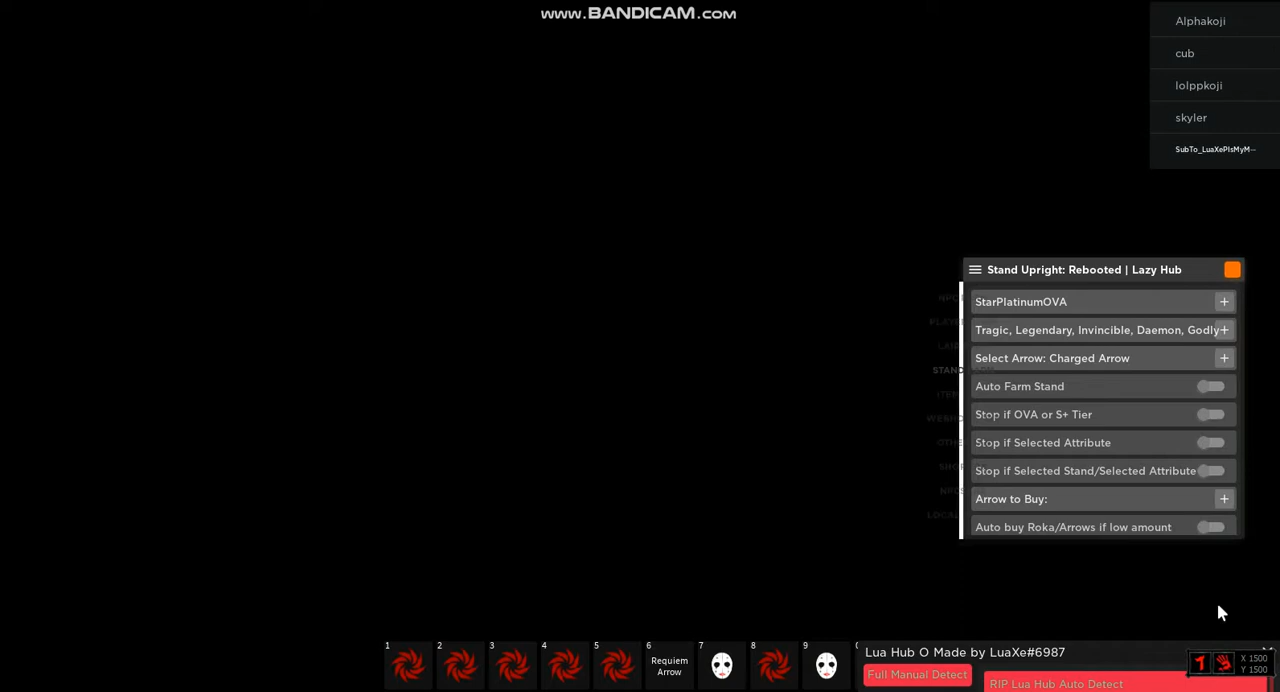 www.BANDICAM.com
Alphakoji
cub
lolppkoji
skyler
SubTo_LuaXePlsMyM...
Stand Upright: Rebooted | Lazy Hub
StarPlatinumOVA
+
Tragic, Legendary, Invincible, Daemon, Godly
+
Select Arrow: Charged Arrow
+
Auto Farm Stand
Stop if OVA or S+ Tier
Stop if Selected Attribute
Stop if Selected Stand/Selected Attribute
Arrow to Buy:
+
Auto buy Roka/Arrows if low amount
NPC
STAND
LOCAL
1
2
3
4
5
6
Requiem
Arrow
7
8
9
Lua Hub O Made by LuaXe#6987
Full Manual Detect
RIP Lua Hub Auto Detect
X 1500
Y 1500